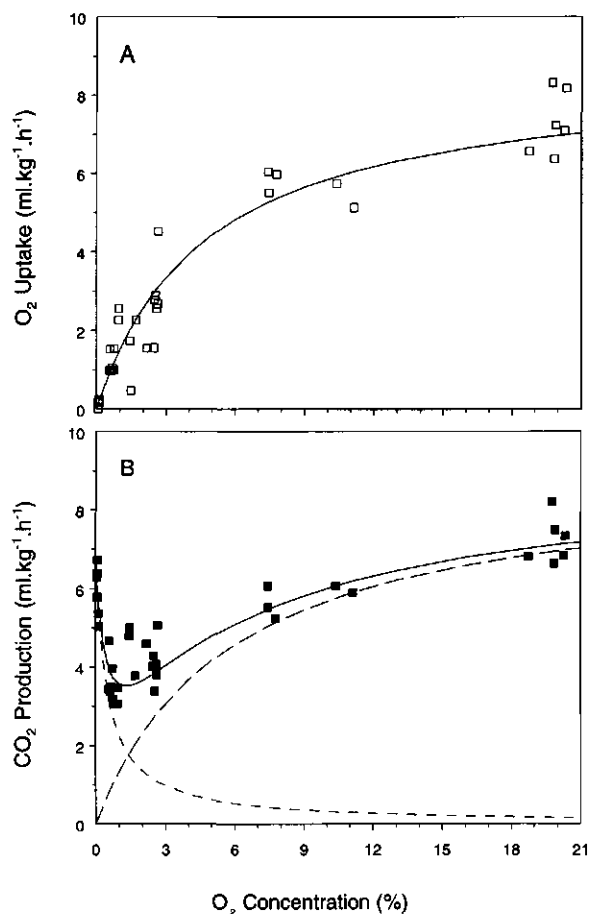 10
8
6
4
2
0
A
O₂ Uptake (ml.kg⁻¹.h⁻¹)
10
8
6
4
2
0
B
CO₂ Production (ml.kg⁻¹.h⁻¹)
0 3 6 9 12 15 18 21
O₂ Concentration (%)